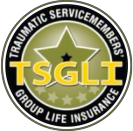 TRAUMATIC SERVICEMEMBERS'
TSGLI
GROUP LIFE INSURANCE